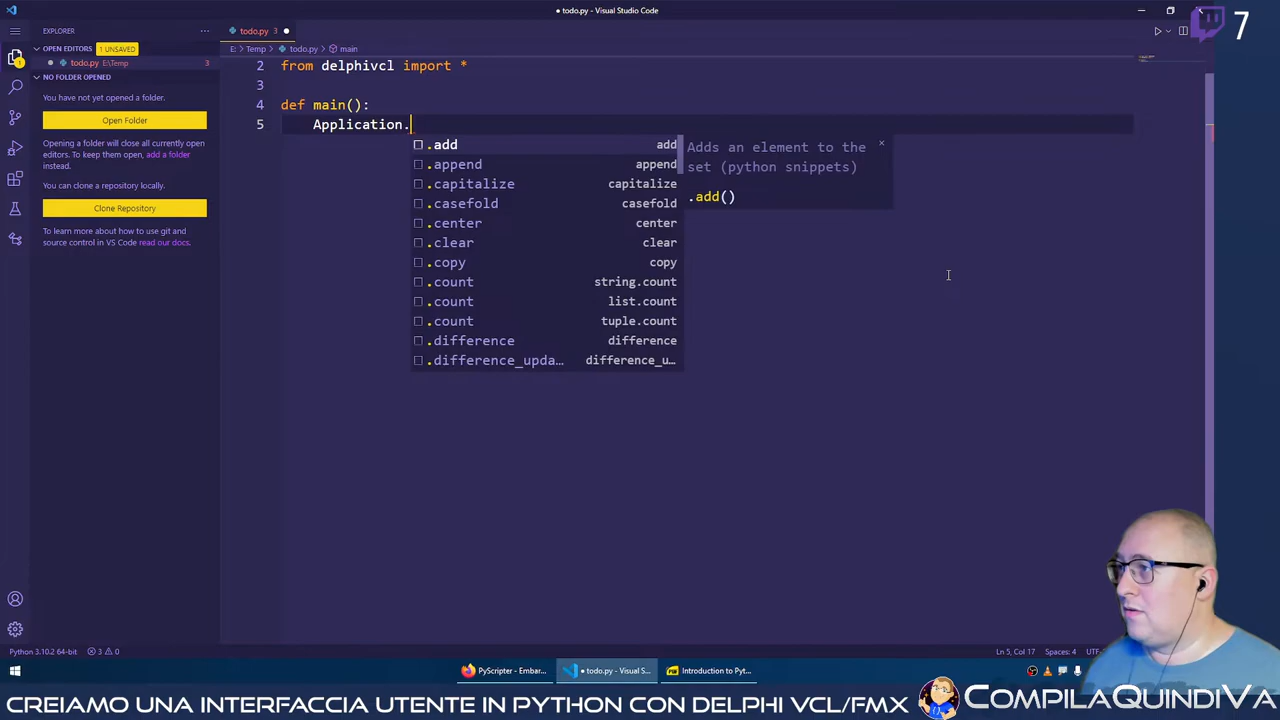 ● todo.py - Visual Studio Code
7
EXPLORER
todo.py 3 ●
OPEN EDITORS 1 UNSAVED
● todo.py E:\Temp 3
E: > Temp > todo.py > main
NO FOLDER OPENED
You have not yet opened a folder.
Open Folder
Opening a folder will close all currently open
editors. To keep them open, add a folder
instead.
You can clone a repository locally.
Clone Repository
To learn more about how to use git and
source control in VS Code read our docs.
2 from delphivcl import *
3
4 def main():
5 Application.
.add add
.append append
.capitalize capitalize
.casefold casefold
.center center
.clear clear
.copy copy
.count string.count
.count list.count
.count tuple.count
.difference difference
.difference_upda… difference_u…
Adds an element to the
set (python snippets)
.add()
Python 3.10.2 64-bit 3 0
Ln 5, Col 17 Spaces: 4
PyScripter - Embar...
● todo.py - Visual S...
Introduction to Pyt...
CREIAMO UNA INTERFACCIA UTENTE IN PYTHON CON DELPHI VCL/FMX
COMPILAQUINDIVA